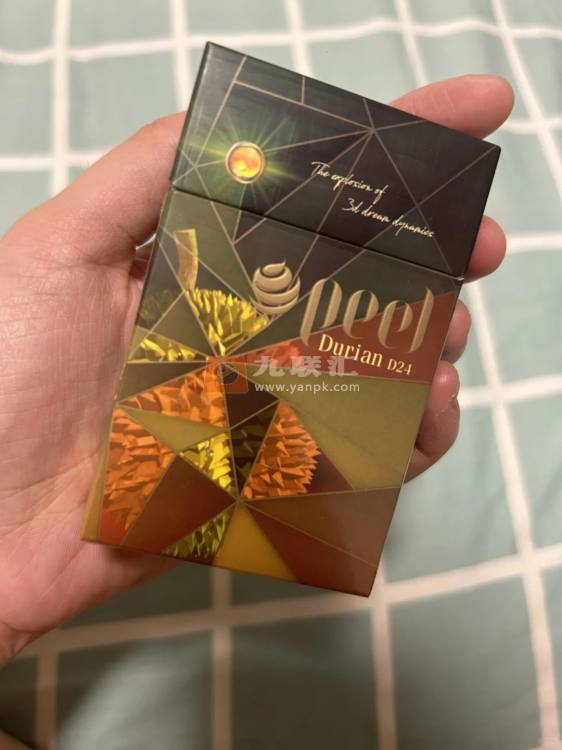 The explosion of
3d dream dynamics
peel
Durian D24
九联汇
www.yanpk.com